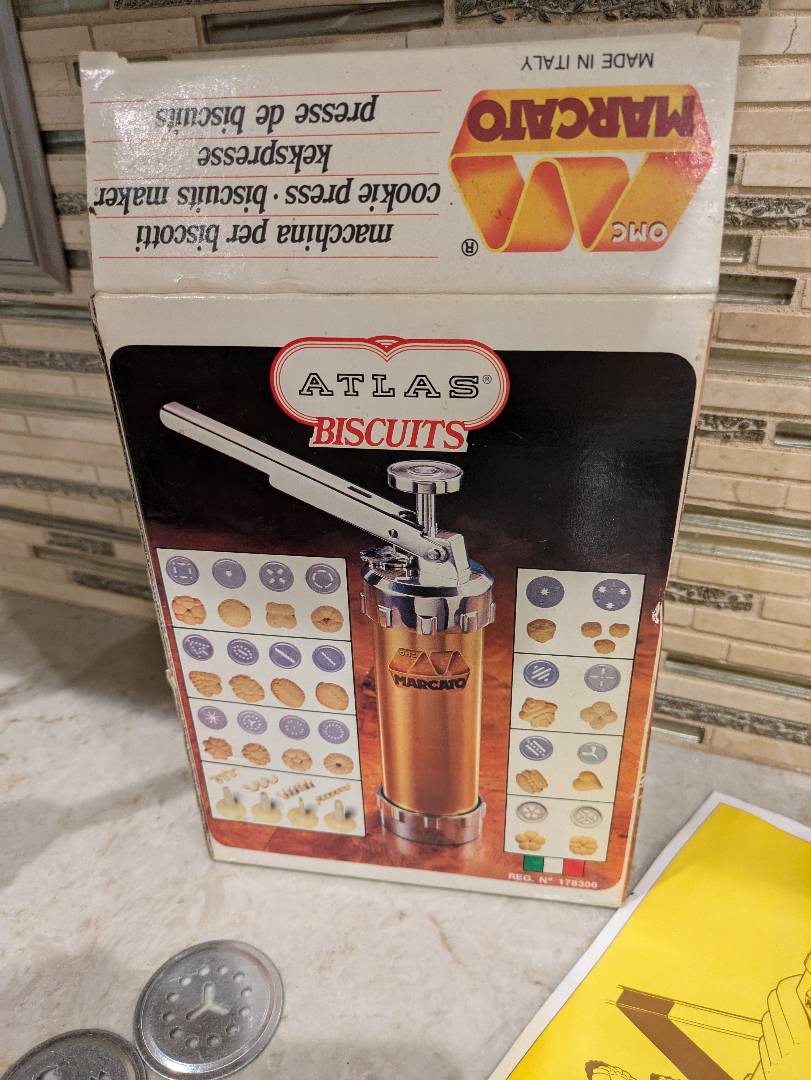 MADE IN ITALY
OMC
MARCATO
®
macchina per biscotti
cookie press · biscuits maker
kekspresse
presse de biscuits
ATLAS®
BISCUITS
OMC
MARCATO
REG. N° 178306